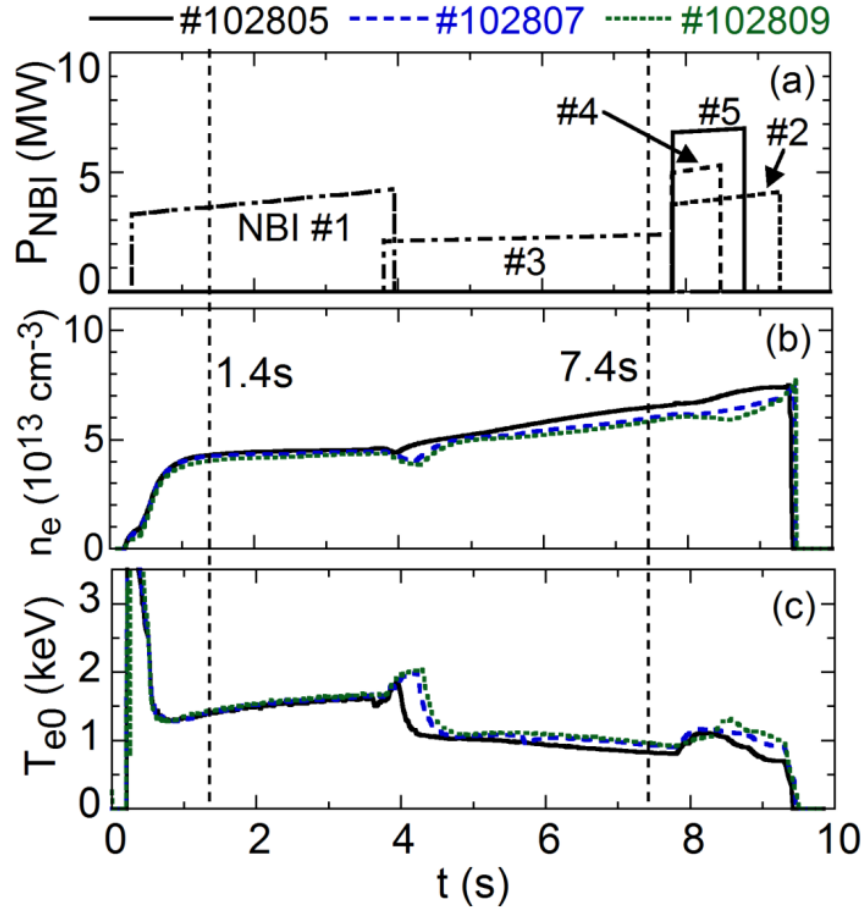 #102805 #102807 #102809
10
(a)
#5
#4
#2
P_NBI (MW)
5
NBI #1
#3
0
10
(b)
1.4s
7.4s
n_e (10^13 cm^-3)
5
0
3
(c)
T_e0 (keV)
2
1
0
0 2 4 6 8 10
t (s)